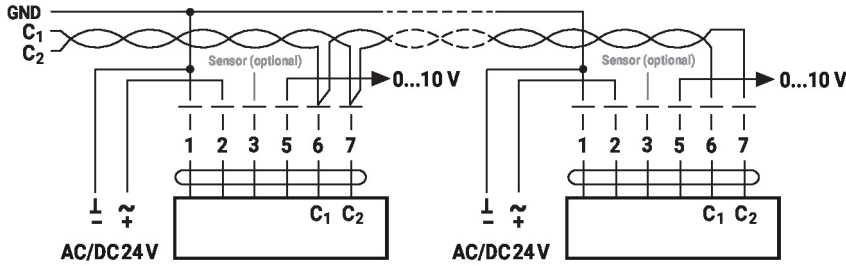 GND
C₁
C₂
Sensor (optional) Sensor (optional)
0...10 V 0...10 V
1 2 3 5 6 7 1 2 3 5 6 7
⊥ ~ C₁ C₂ ⊥ ~ C₁ C₂
– + – +
AC/DC 24 V AC/DC 24 V